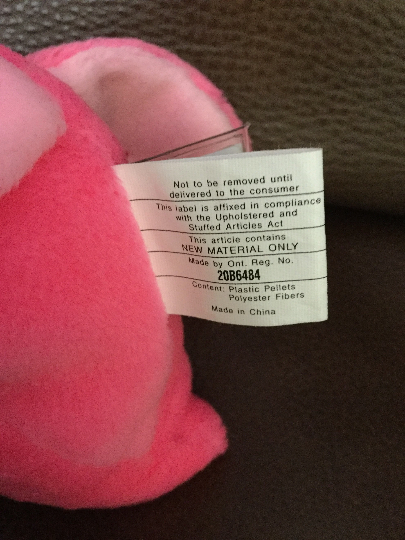 Not to be removed until
delivered to the consumer
This label is affixed in compliance
with the Upholstered and
Stuffed Articles Act
This article contains
NEW MATERIAL ONLY
Made by Ont. Reg. No.
20B6484
Content: Plastic Pellets
Polyester Fibers
Made in China